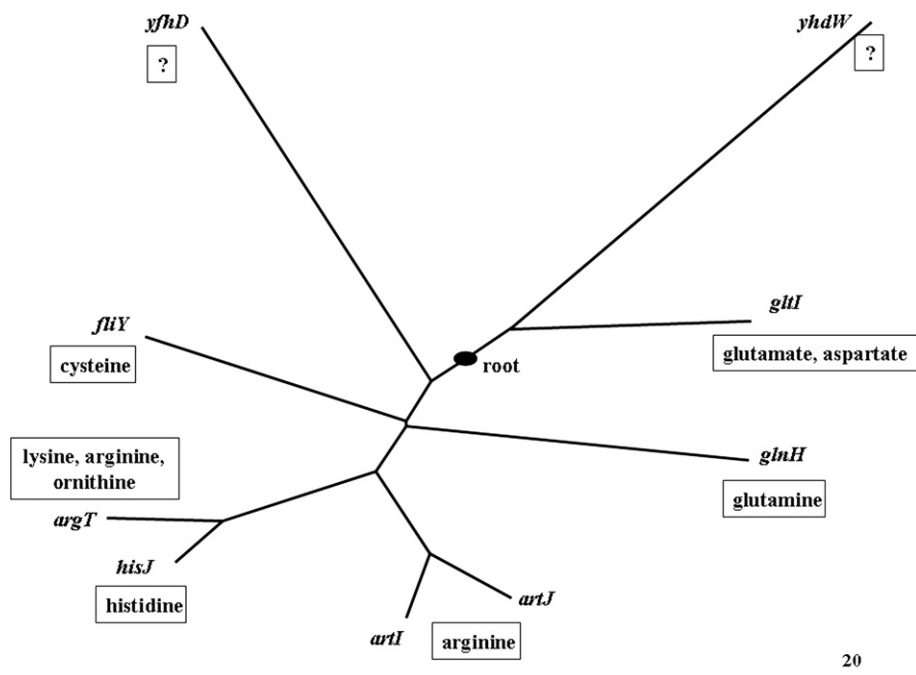 yfhD
yhdW
?
?
fliY
gltI
cysteine
root
glutamate, aspartate
lysine, arginine,
ornithine
glnH
glutamine
argT
hisJ
histidine
artJ
artI
arginine
20